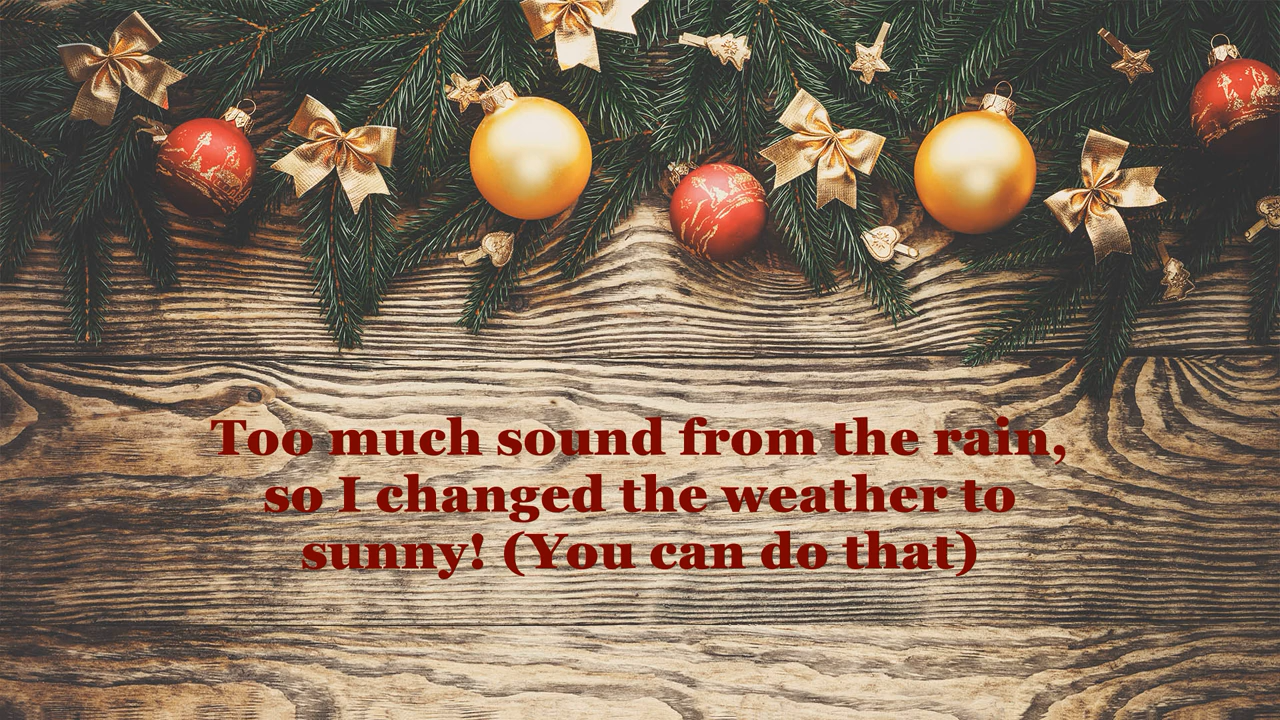 Too much sound from the rain,
so I changed the weather to
sunny! (You can do that)